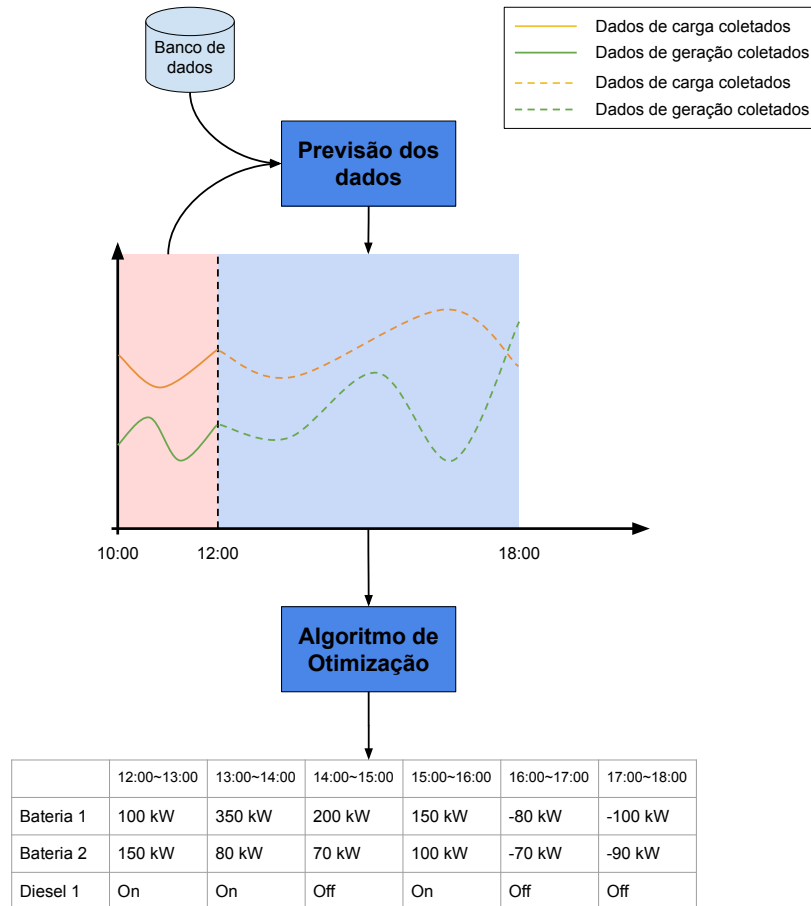 Banco de
dados
Dados de carga coletados
Dados de geração coletados
Dados de carga coletados
Dados de geração coletados
Previsão dos
dados
10:00 12:00 18:00
Algoritmo de
Otimização
12:00~13:00 13:00~14:00 14:00~15:00 15:00~16:00 16:00~17:00 17:00~18:00
Bateria 1 100 kW 350 kW 200 kW 150 kW -80 kW -100 kW
Bateria 2 150 kW 80 kW 70 kW 100 kW -70 kW -90 kW
Diesel 1 On On Off On Off Off